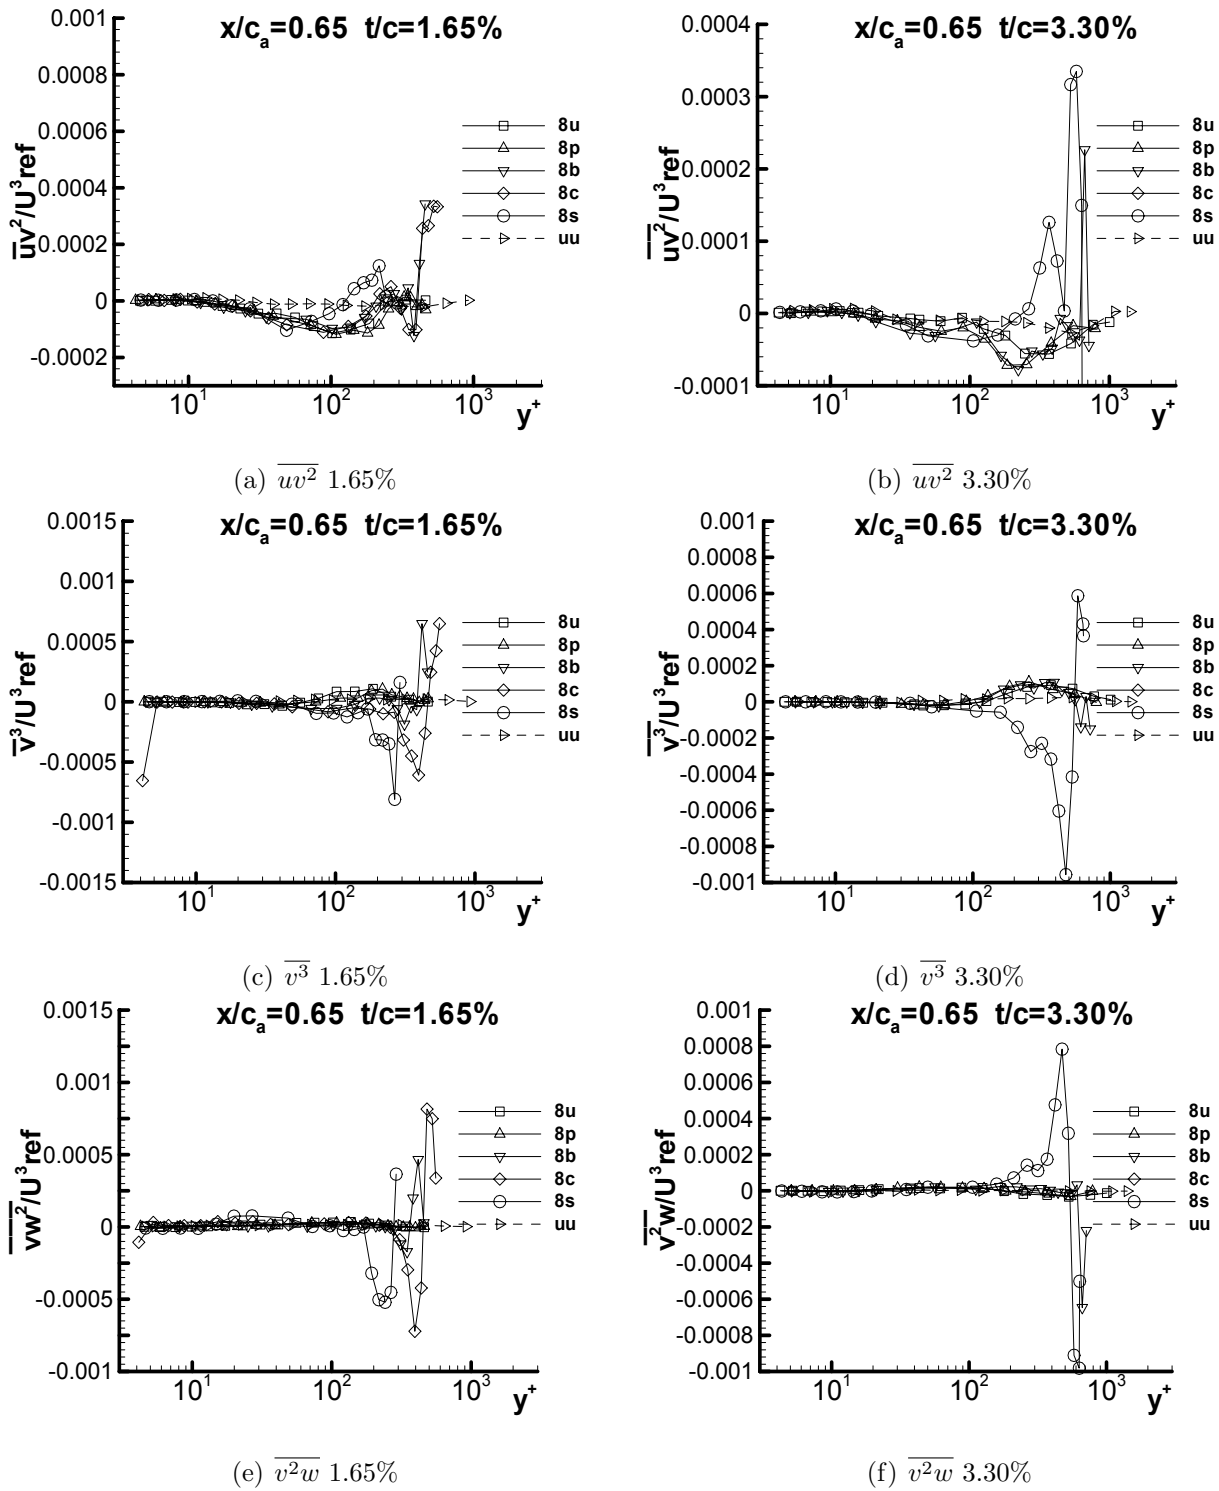 x/cₐ=0.65 t/c=1.65%
0.001
0.0008
0.0006
0.0004
0.0002
0
-0.0002
u̅v²/U³ref
10¹ 10² 10³
y⁺
8u
8p
8b
8c
8s
uu
(a) uv² 1.65%
x/cₐ=0.65 t/c=3.30%
0.0004
0.0003
0.0002
0.0001
0
-0.0001
uv²/U³ref
10¹ 10² 10³
y⁺
8u
8p
8b
8c
8s
uu
(b) uv² 3.30%
x/cₐ=0.65 t/c=1.65%
0.0015
0.001
0.0005
0
-0.0005
-0.001
-0.0015
v³/U³ref
10¹ 10² 10³
y⁺
8u
8p
8b
8c
8s
uu
(c) v³ 1.65%
x/cₐ=0.65 t/c=3.30%
0.001
0.0008
0.0006
0.0004
0.0002
0
-0.0002
-0.0004
-0.0006
-0.0008
-0.001
v³/U³ref
10¹ 10² 10³
y⁺
8u
8p
8b
8c
8s
uu
(d) v³ 3.30%
x/cₐ=0.65 t/c=1.65%
0.0015
0.001
0.0005
0
-0.0005
-0.001
vw²/U³ref
10¹ 10² 10³
y⁺
8u
8p
8b
8c
8s
uu
(e) v²w 1.65%
x/cₐ=0.65 t/c=3.30%
0.001
0.0008
0.0006
0.0004
0.0002
0
-0.0002
-0.0004
-0.0006
-0.0008
-0.001
v²w/U³ref
10¹ 10² 10³
y⁺
8u
8p
8b
8c
8s
uu
(f) v²w 3.30%